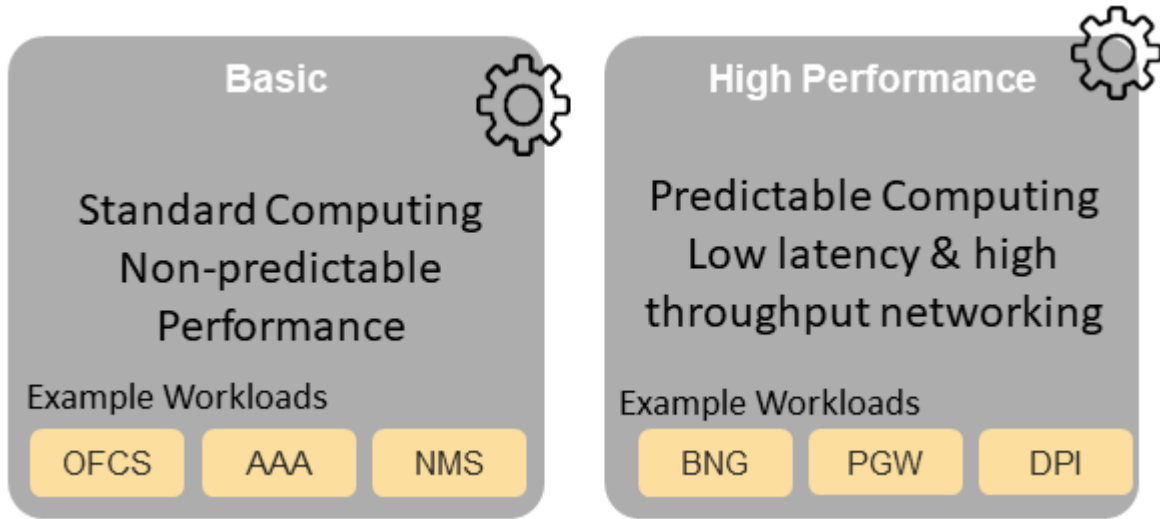 Basic
Standard Computing
Non-predictable
Performance
Example Workloads
OFCS
AAA
NMS
High Performance
Predictable Computing
Low latency & high
throughput networking
Example Workloads
BNG
PGW
DPI